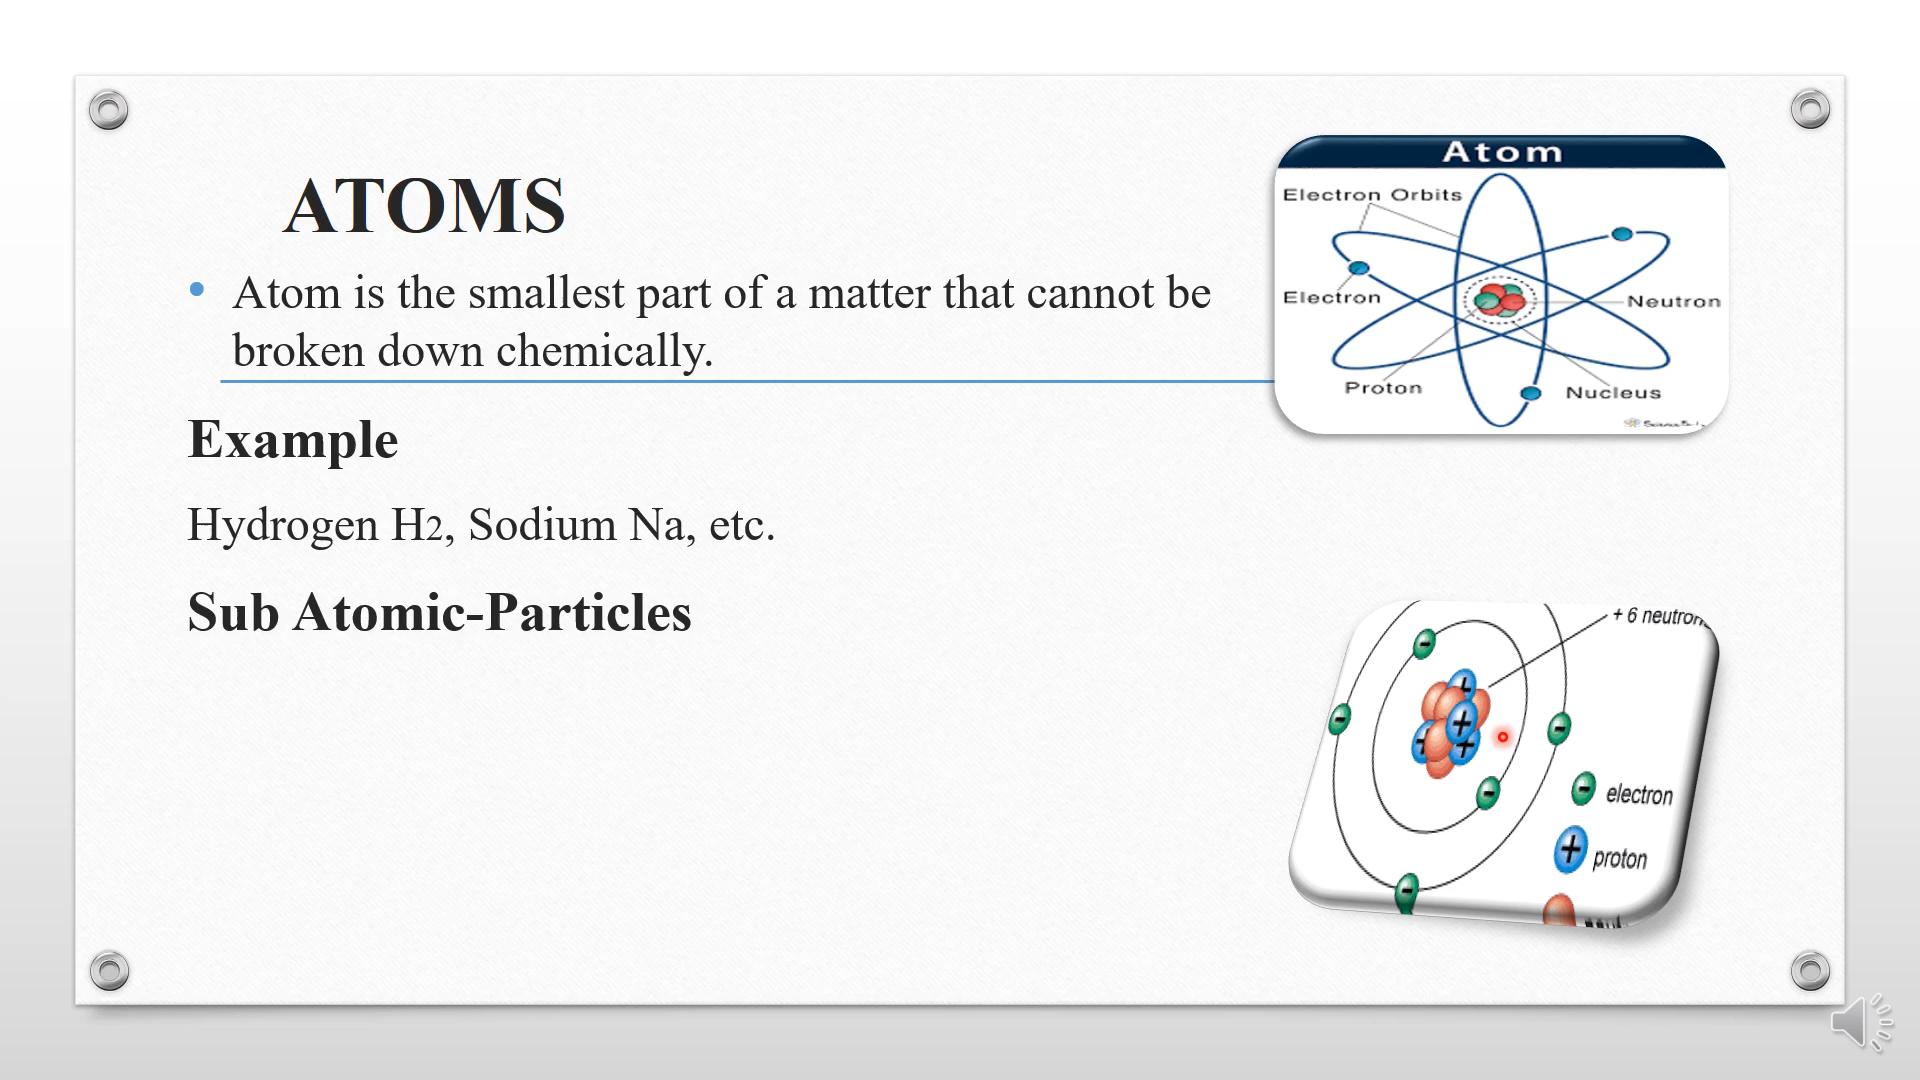 ATOMS
• Atom is the smallest part of a matter that cannot be
broken down chemically.
Example
Hydrogen H2, Sodium Na, etc.
Sub Atomic-Particles
Atom
Electron Orbits
Electron
Neutron
Proton
Nucleus
+ 6 neutron
-
-
+
+
+
+
-
-
-
- electron
+ proton